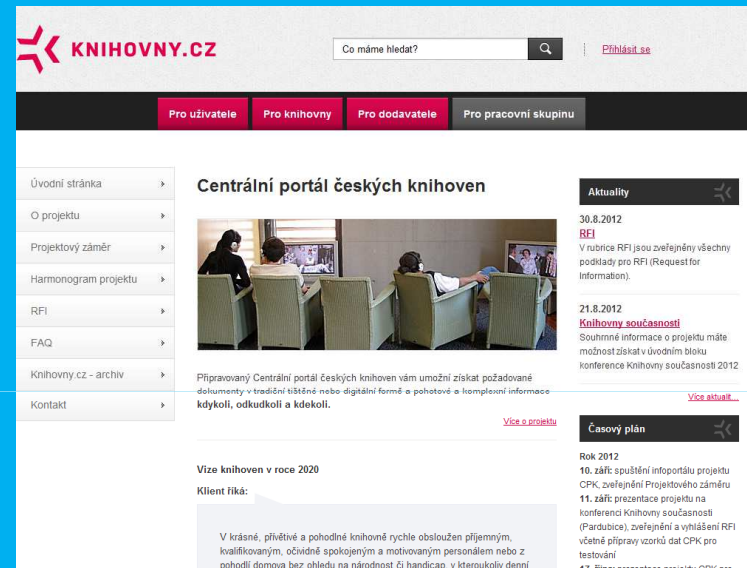 KNIHOVNY.CZ
Co máme hledat?
Přihlásit se
Pro uživatele
Pro knihovny
Pro dodavatele
Pro pracovní skupinu
Úvodní stránka
O projektu
Projektový záměr
Harmonogram projektu
RFI
FAQ
Knihovny.cz - archiv
Kontakt
Centrální portál českých knihoven
Připravovaný Centrální portál českých knihoven vám umožní získat požadované
dokumenty v tradiční tištěné nebo digitální formě a pohotové a komplexní informace
kdykoli, odkudkoli a kdekoli.
Více o projektu
Vize knihoven v roce 2020
Klient říká:
V krásné, přívětivé a pohodlné knihovně rychle obsloužen příjemným,
kvalifikovaným, očividně spokojeným a motivovaným personálem nebo z
pohodlí domova bez ohledu na národnost či handicap, v kteroukoliv denní
Aktuality
30.8.2012
RFI
V rubrice RFI jsou zveřejněny všechny
podklady pro RFI (Request for
Information).
21.8.2012
Knihovny současnosti
Souhrnné informace o projektu máte
možnost získat v úvodním bloku
konference Knihovny současnosti 2012
Více aktualit...
Časový plán
Rok 2012
10. září: spuštění infoportálu projektu
CPK, zveřejnění Projektového záměru
11. září: prezentace projektu na
konferenci Knihovny současnosti
(Pardubice), zveřejnění a vyhlášení RFI
včetně přípravy vzorků dat CPK pro
testování